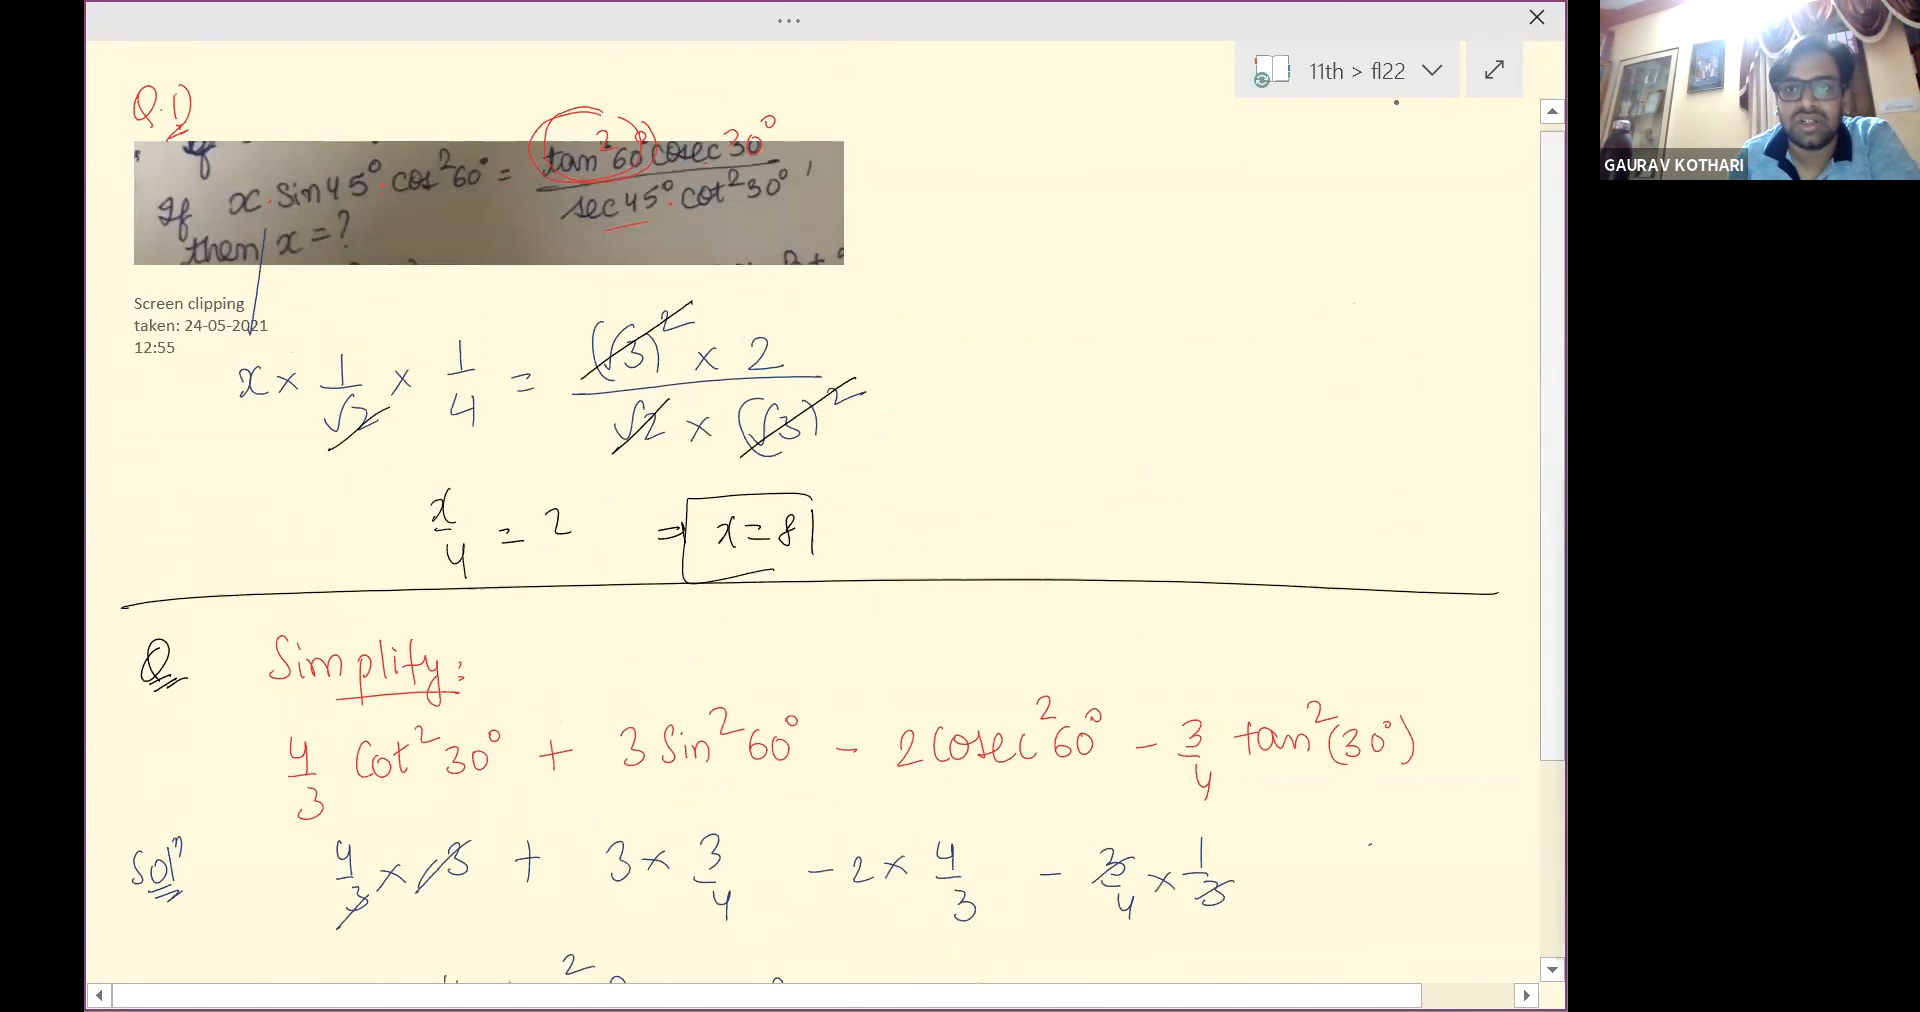 11th > fl22
GAURAV KOTHARI
Q.1)
If x.sin45°.cos²60° = tan²60° cosec30° / sec45°.cot²30° ,
then x = ?
Screen clipping
taken: 24-05-2021
12:55
x × 1/√2 × 1/4 = (√3)² × 2 / √2 × (√3)²
x/4 = 2 ⇒ x = 8
Q Simplify:
4/3 Cot²30° + 3 Sin²60° - 2 Cosec²60° - 3/4 tan²(30°)
Solⁿ 4/3 × 3 + 3 × 3/4 - 2 × 4/3 - 3/4 × 1/3